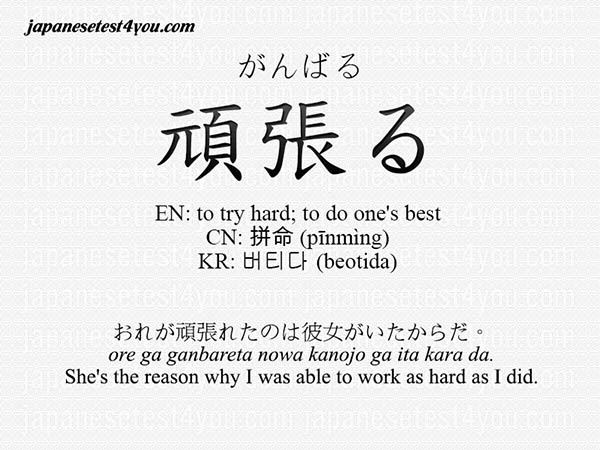 japanesetest4you.com
がんばる
頑張る
EN: to try hard; to do one's best
CN: 拼命 (pīnmìng)
KR: 버티다 (beotida)
おれが頑張れたのは彼女がいたからだ。
ore ga ganbareta nowa kanojo ga ita kara da.
She's the reason why I was able to work as hard as I did.